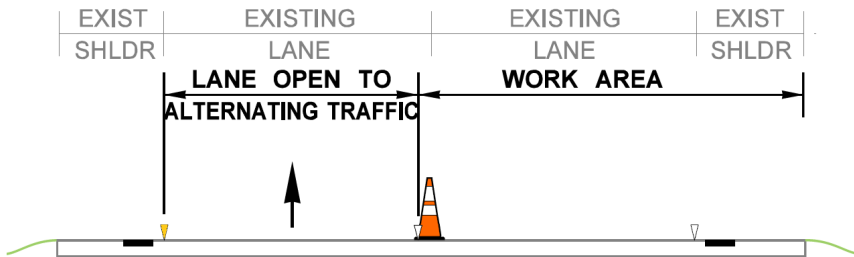 EXIST EXISTING EXISTING EXIST
SHLDR LANE LANE SHLDR
LANE OPEN TO WORK AREA
ALTERNATING TRAFFIC